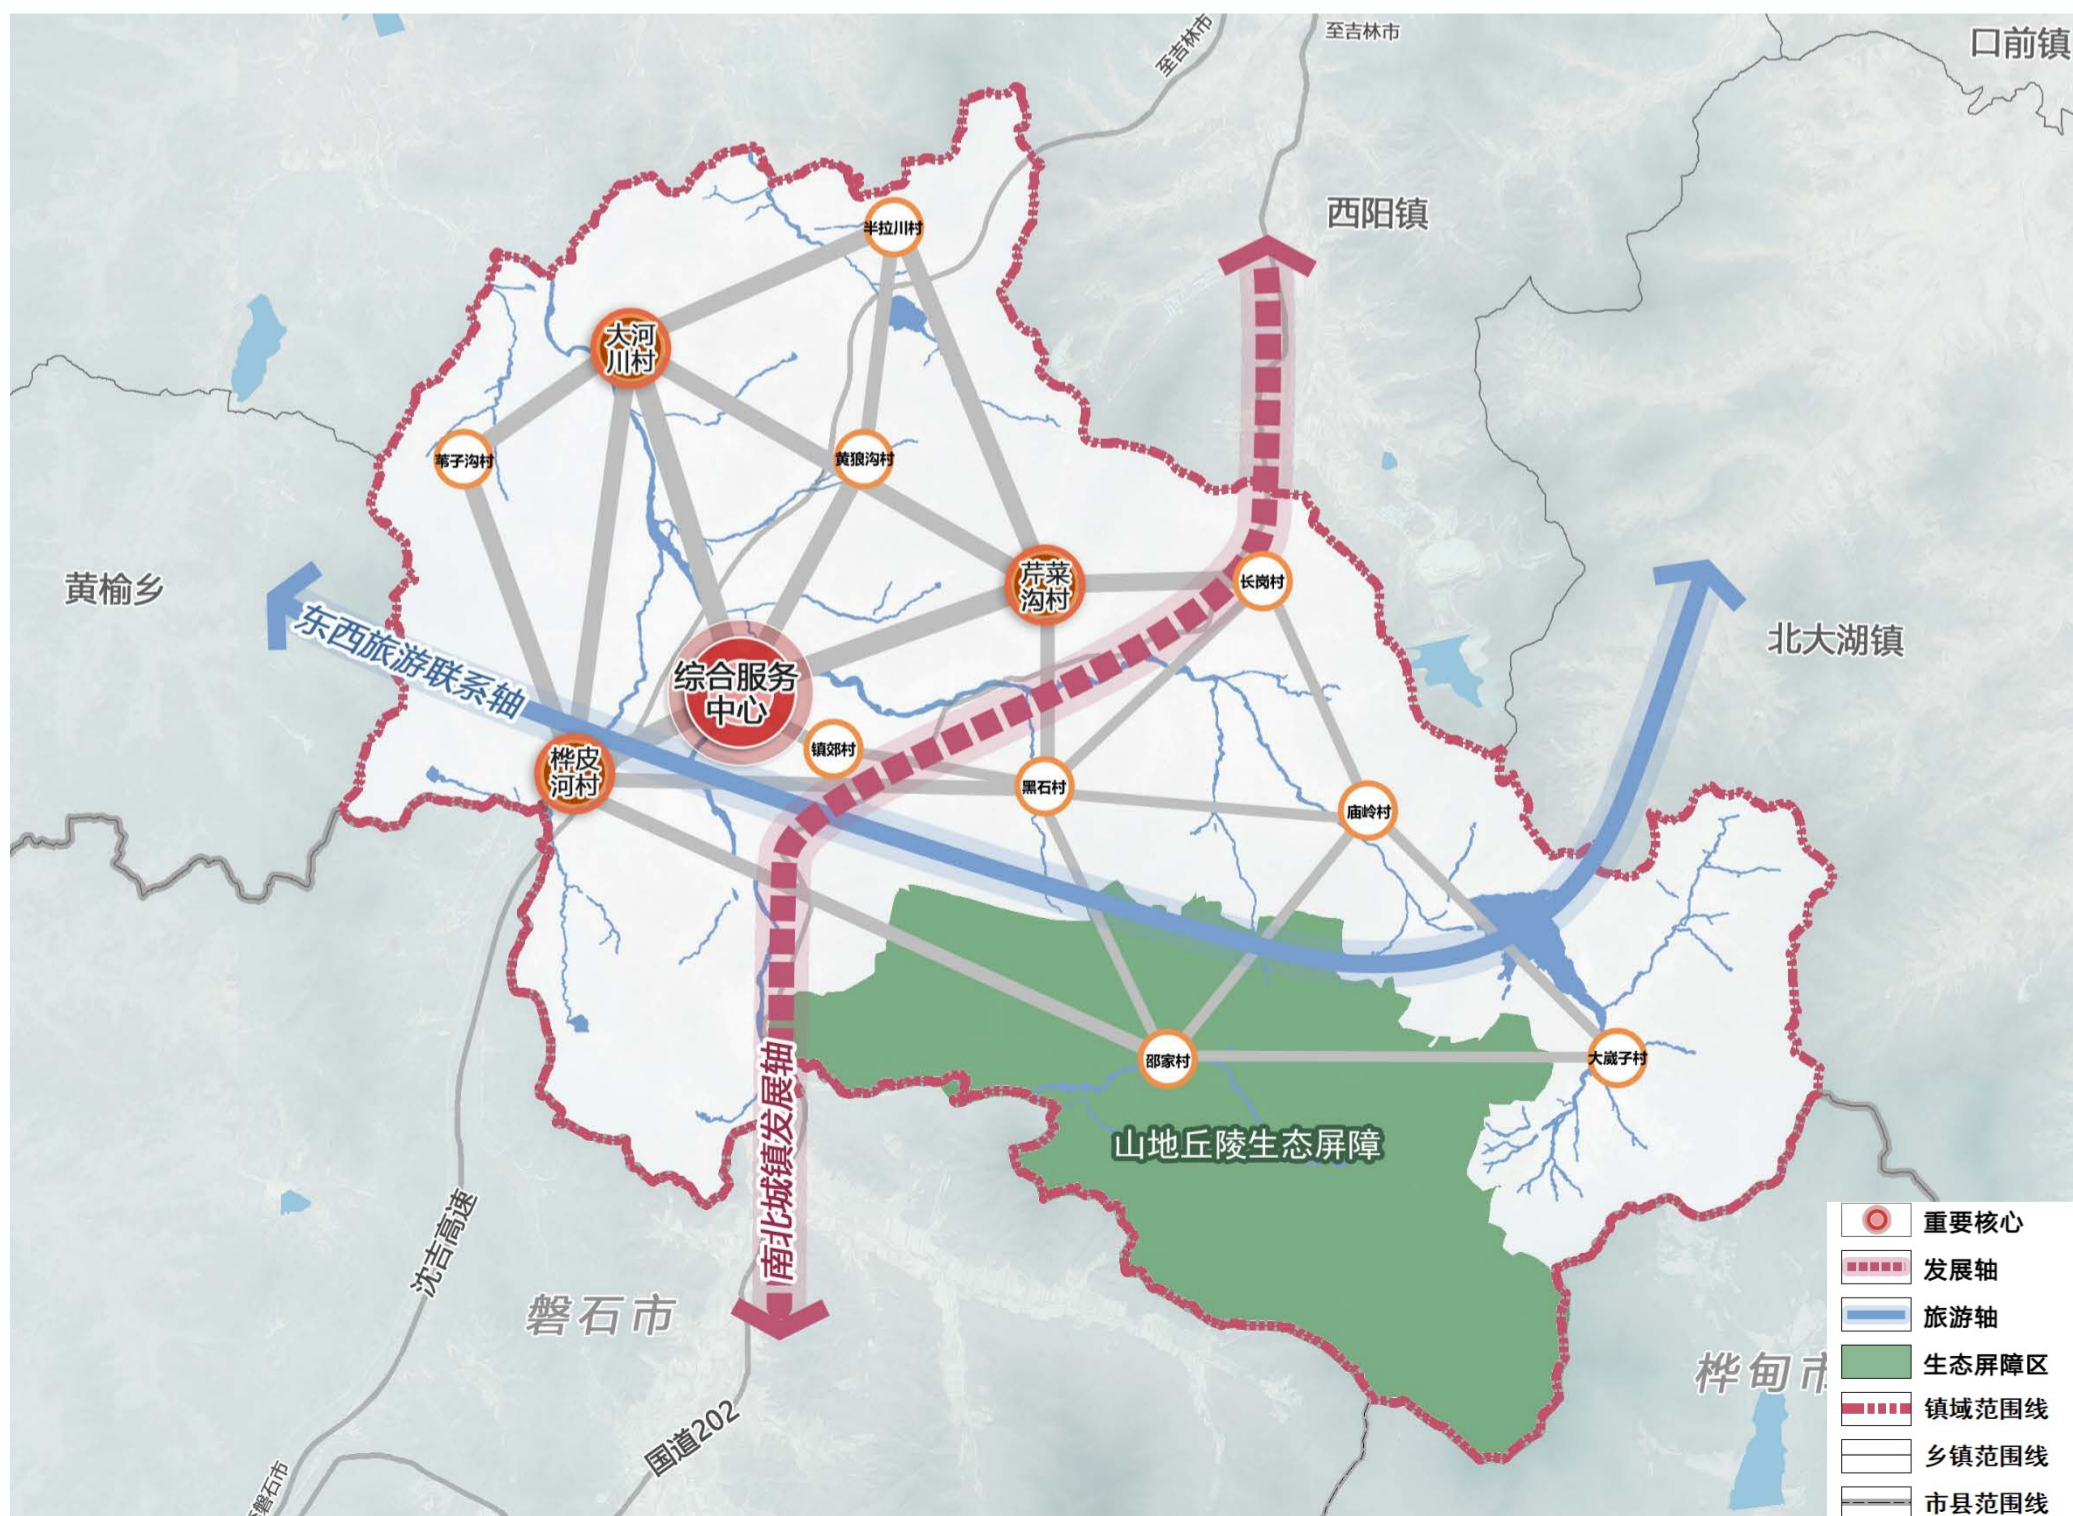 至吉林市
至吉林市
口前镇
西阳镇
半拉川村
大河
川村
苇子沟村
黄狼沟村
黄榆乡
芹菜
沟村
长岗村
东西旅游联系轴
北大湖镇
综合服务
中心
镇郊村
桦皮
河村
黑石村
庙岭村
邵家村
大崴子村
山地丘陵生态屏障
南北城镇发展轴
沈吉高速
磐石市
国道202
桦甸市
磐石市
重要核心
发展轴
旅游轴
生态屏障区
镇域范围线
乡镇范围线
市县范围线